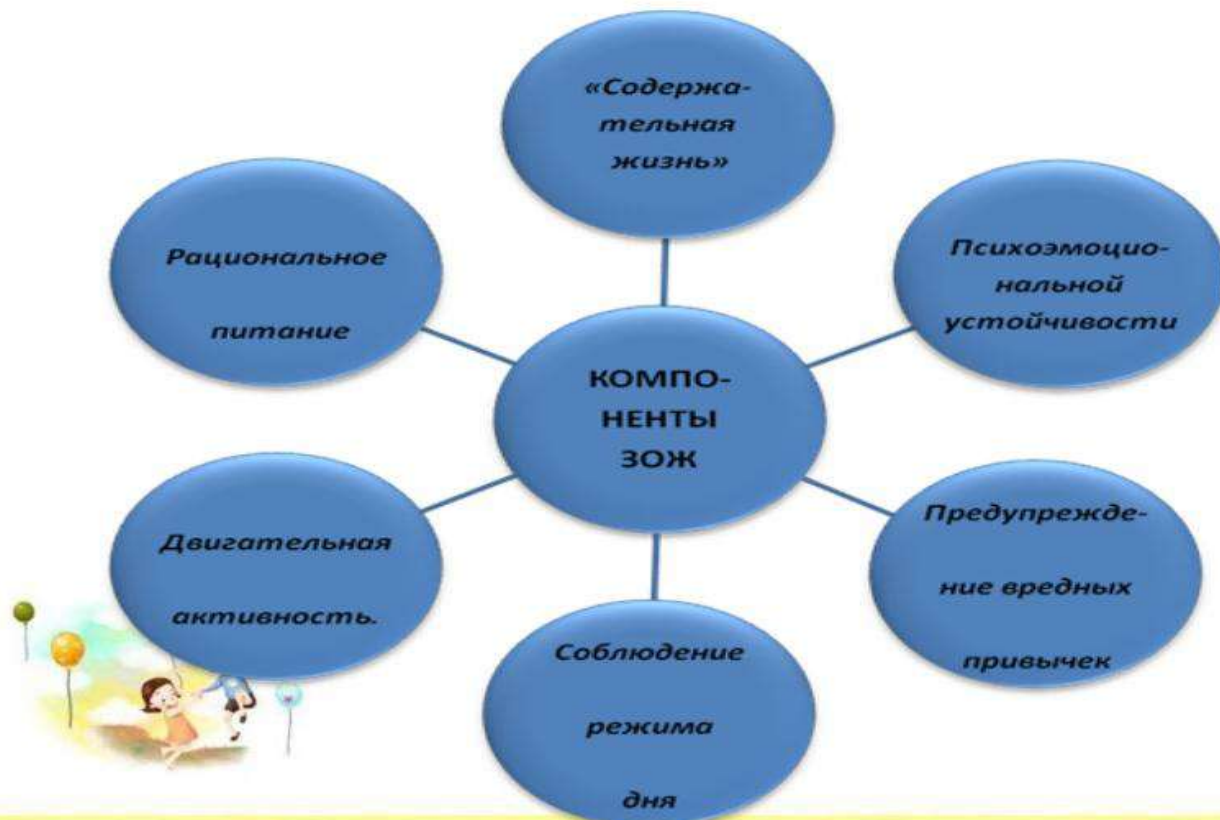 «Содержа-
тельная
жизнь»
Рациональное
питание
Психоэмоцио-
нальной
устойчивости
КОМПО-
НЕНТЫ
ЗОЖ
Двигательная
активность.
Предупрежде-
ние вредных
привычек
Соблюдение
режима
дня